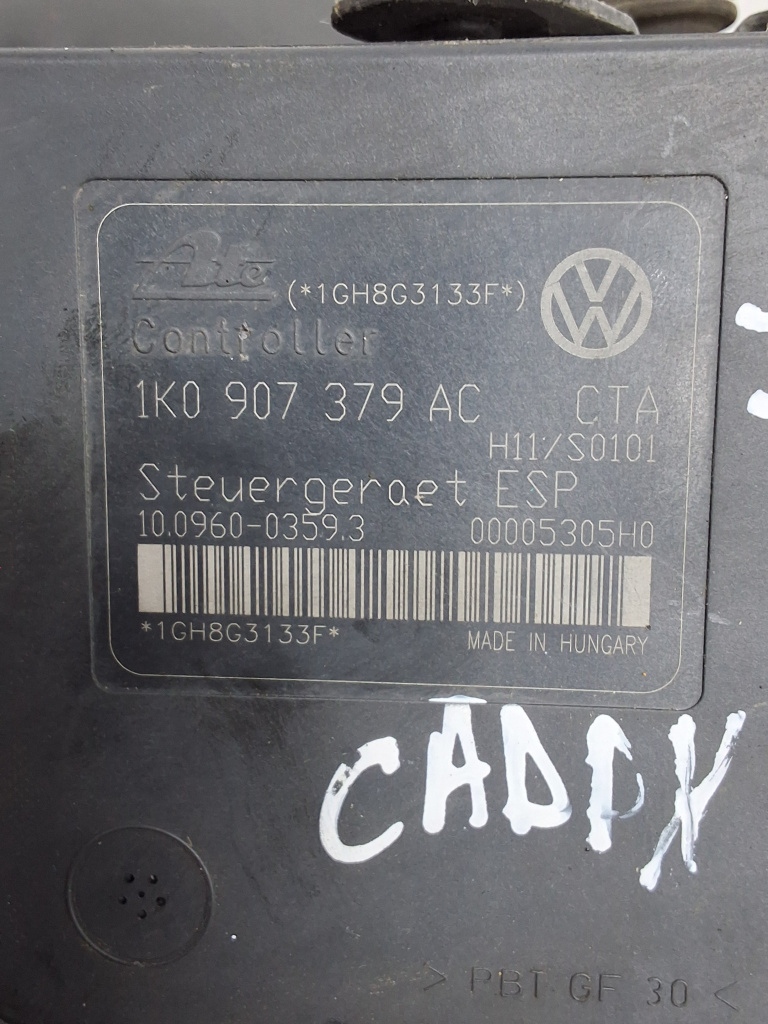 Ate (*1GH8G3133F*)
Controller
1K0 907 379 AC CTA
H11/S0101
Steuergeraet ESP
10.0960-0359.3 00005305H0
*1GH8G3133F* MADE IN HUNGARY
CADDY
> PBT GF 30 <